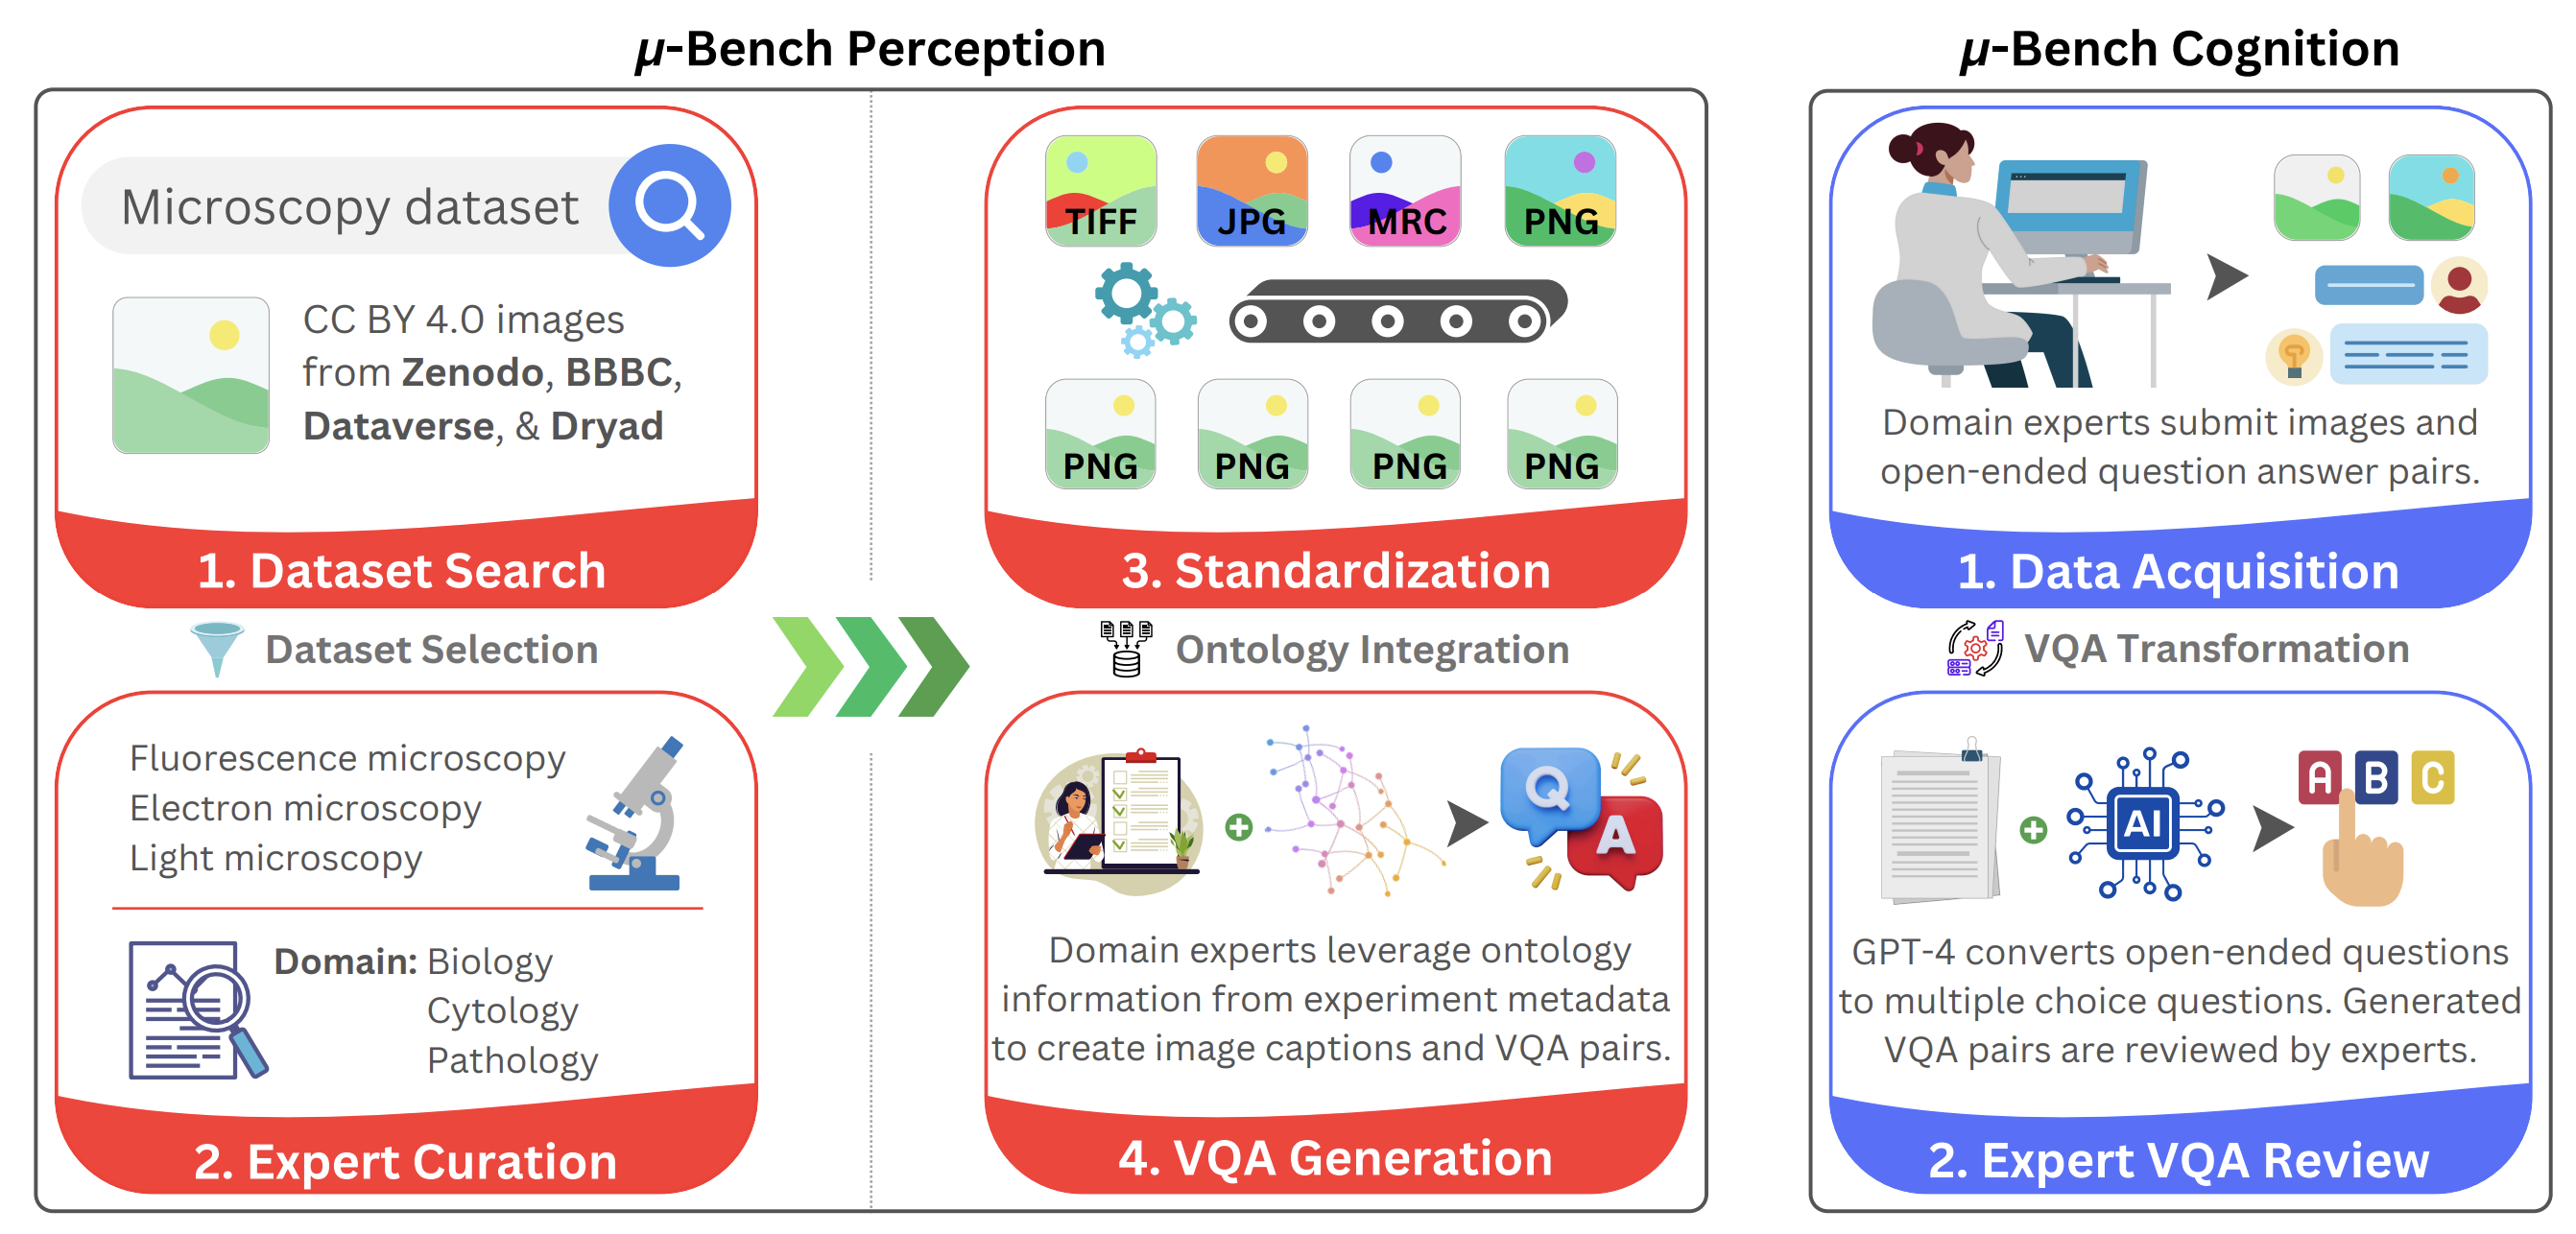 μ-Bench Perception
Microscopy dataset
CC BY 4.0 images
from Zenodo, BBBC,
Dataverse, & Dryad
1. Dataset Search
Dataset Selection
Fluorescence microscopy
Electron microscopy
Light microscopy
Domain: Biology
Cytology
Pathology
2. Expert Curation
TIFF JPG MRC PNG
PNG PNG PNG PNG
3. Standardization
Ontology Integration
Q
A
Domain experts leverage ontology
information from experiment metadata
to create image captions and VQA pairs.
4. VQA Generation
μ-Bench Cognition
Domain experts submit images and
open-ended question answer pairs.
1. Data Acquisition
VQA Transformation
AI
A B C
GPT-4 converts open-ended questions
to multiple choice questions. Generated
VQA pairs are reviewed by experts.
2. Expert VQA Review